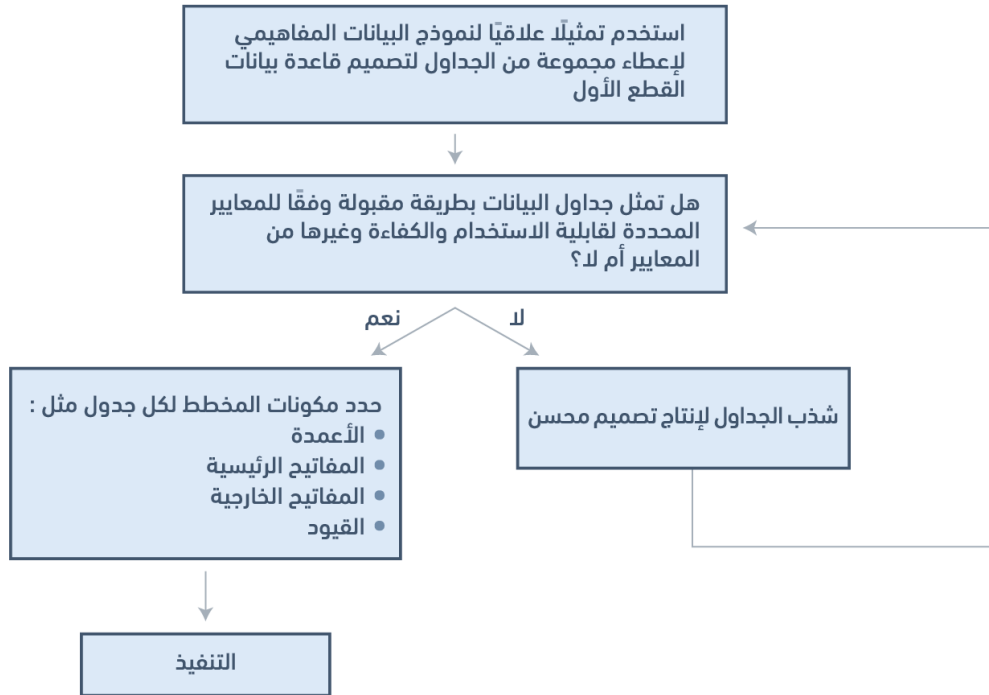 استخدم تمثيلًا علاقيًا لنموذج البيانات المفاهيمي
لإعطاء مجموعة من الجداول لتصميم قاعدة بيانات
القطع الأول
هل تمثل جداول البيانات بطريقة مقبولة وفقًا للمعايير
المحددة لقابلية الاستخدام والكفاءة وغيرها من
المعايير أم لا؟
نعم
لا
حدد مكونات المخطط لكل جدول مثل :
• الأعمدة
• المفاتيح الرئيسية
• المفاتيح الخارجية
• القيود
شذب الجداول لإنتاج تصميم محسن
التنفيذ